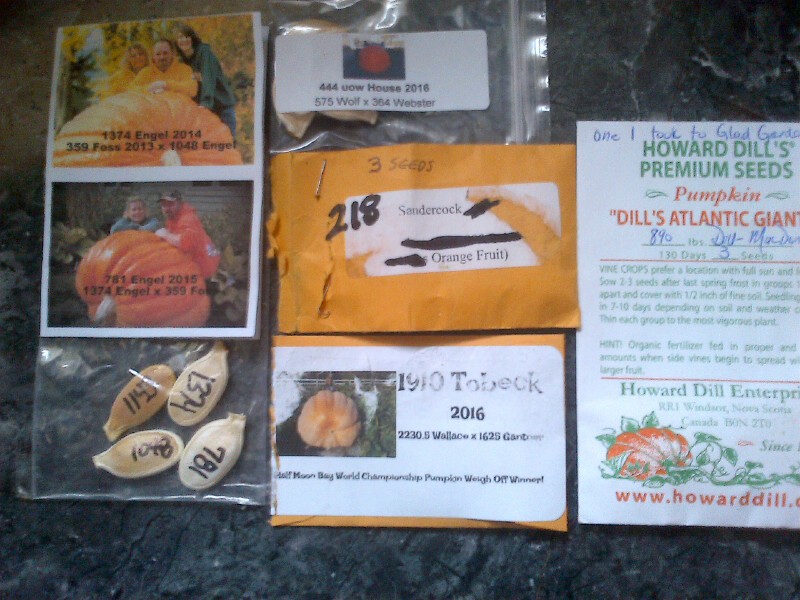 1374 Engel 2014
359 Foss 2013 x 1048 Engel
781 Engel 2015
1374 Engel x 359 Foss
1511
1374
781
444 uow House 2016
575 Wolf x 364 Webster
3 SEEDS
218
Sandercock
Orange Fruit)
1910 Tobeck
2016
2230.5 Wallace x 1625 Gantner
Half Moon Bay World Championship Pumpkin Weigh Off Winner!
one I took to Glad Garde
HOWARD DILL'S®
PREMIUM SEEDS
Pumpkin
"DILL'S ATLANTIC GIANT
890 lbs. Dill-
130 Days 3 Seeds
VINE CROPS prefer a location with full sun and
Sow 2-3 seeds after last spring frost in groups
apart and cover with 1/2 inch of fine soil. Seedling
in 7-10 days depending on soil and weather
Thin each group to the most vigorous plant.
HINT! Organic fertilizer fed in proper and
amounts when side vines begin to spread
larger fruit.
Howard Dill Enterpri
RR1 Windsor, Nova Scotia
Canada B0N 2T0
Since
www.howarddill.c